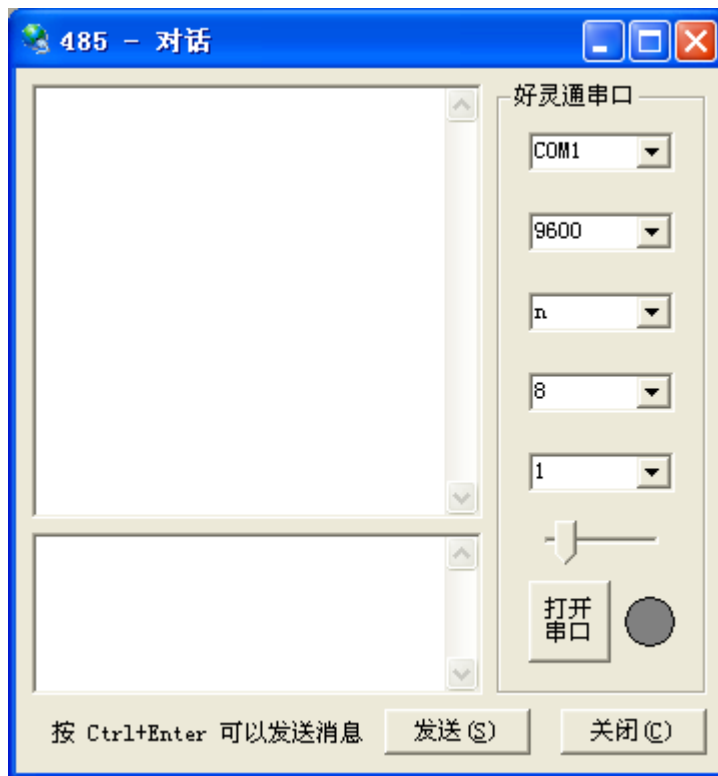 485 - 对话
好灵通串口
COM1
9600
n
8
1
打开
串口
按 Ctrl+Enter 可以发送消息
发送(S)
关闭(C)